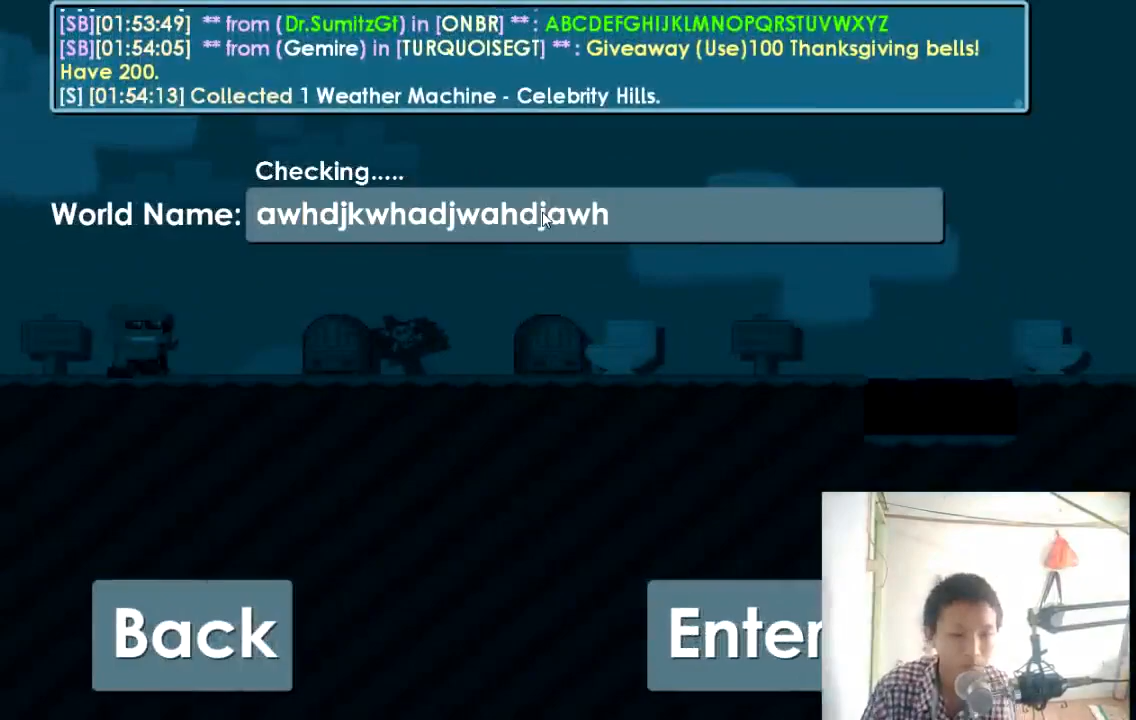 [SB][01:53:49] ** from (Dr.SumitzGt) in [ONBR] ** : ABCDEFGHIJKLMNOPQRSTUVWXYZ
[SB][01:54:05] ** from (Gemire) in [TURQUOISEGT] ** : Giveaway (Use)100 Thanksgiving bells!
Have 200.
[S] [01:54:13] Collected 1 Weather Machine - Celebrity Hills.
Checking.....
World Name: awhdjkwhadjwahdjawh
Back
Enter